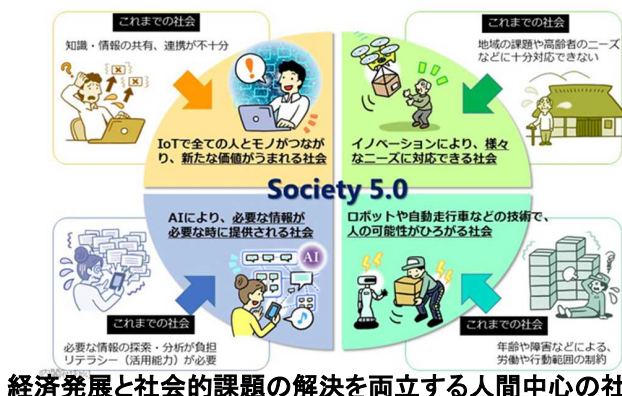 これまでの社会
知識・情報の共有、連携が不十分
これまでの社会
地域の課題や高齢者のニーズ
などに十分対応できない
IoTで全ての人とモノがつなが
り、新たな価値がうまれる社会
イノベーションにより、様々
なニーズに対応できる社会
Society 5.0
AIにより、必要な情報が
必要な時に提供される社会
ロボットや自動走行車などの技術で、
人の可能性がひろがる社会
AI
これまでの社会
必要な情報の探索・分析が負担
リテラシー（活用能力）が必要
これまでの社会
年齢や障害などによる、
労働や行動範囲の制約
経済発展と社会的課題の解決を両立する人間中心の社